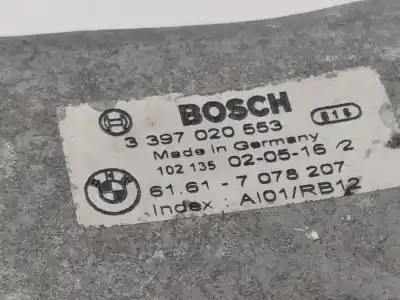 BOSCH
3 397 020 553
016
Made in Germany
102 135 02-05-16/2
61.61-7 078 207
Index: AI01/RB12